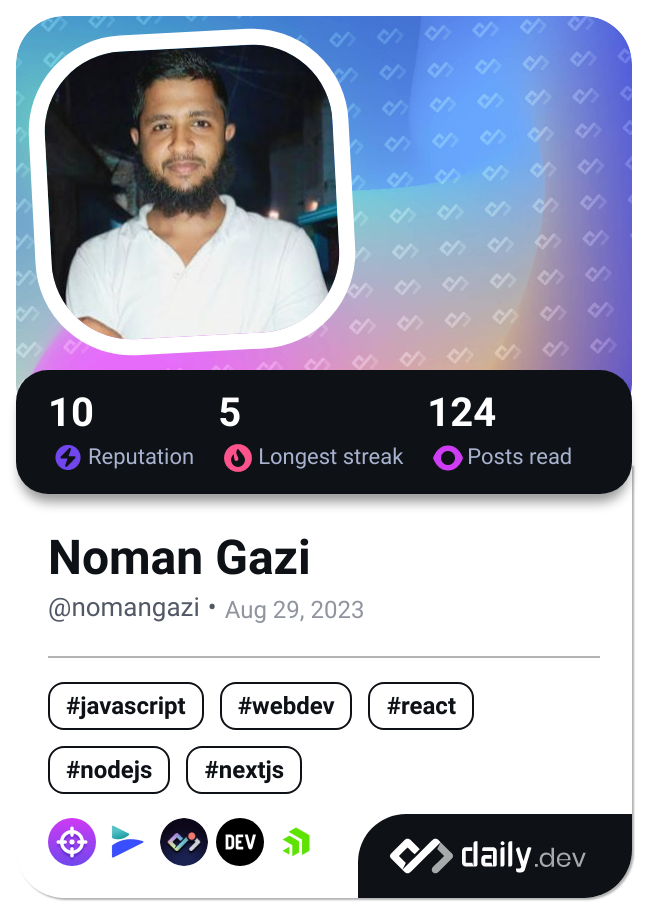 10 5 124
Reputation Longest streak Posts read
Noman Gazi
@nomangazi • Aug 29, 2023
#javascript #webdev #react
#nodejs #nextjs
DEV
daily.dev